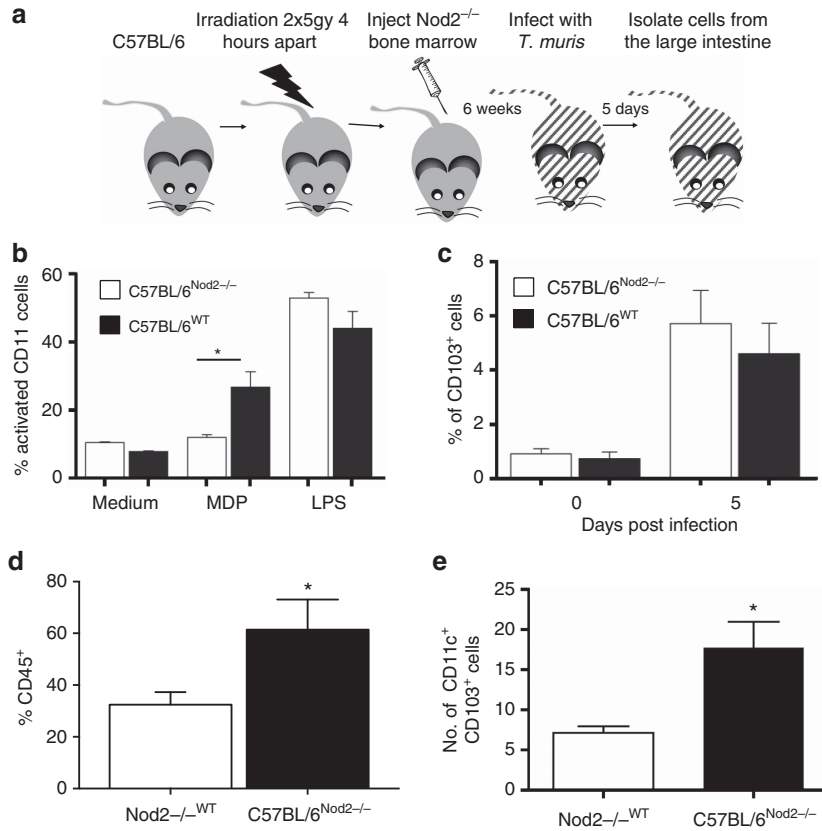 a
C57BL/6
Irradiation 2x5gy 4
hours apart
Inject Nod2−/−
bone marrow
Infect with
T. muris
Isolate cells from
the large intestine
6 weeks
5 days
b
% activated CD11 ccells
60
40
20
0
C57BL/6Nod2−/−
C57BL/6WT
*
Medium
MDP
LPS
c
% of CD103+ cells
8
6
4
2
0
C57BL/6Nod2−/−
C57BL/6WT
0
5
Days post infection
d
% CD45+
80
60
40
20
0
*
Nod2−/−WT
C57BL/6Nod2−/−
e
No. of CD11c+
CD103+ cells
25
20
15
10
5
0
*
Nod2−/−WT
C57BL/6Nod2−/−